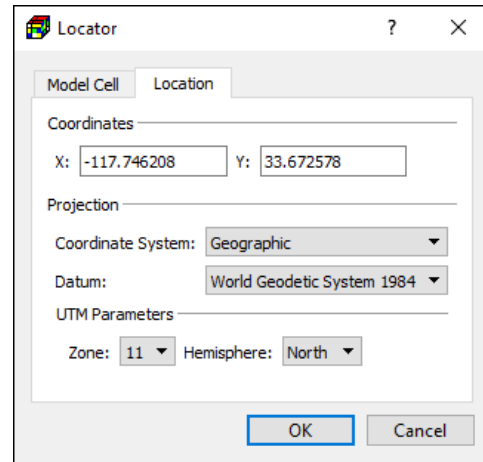 Locator ?
Model Cell Location
Coordinates
X: -117.746208 Y: 33.672578
Projection
Coordinate System: Geographic
Datum: World Geodetic System 1984
UTM Parameters
Zone: 11 Hemisphere: North
OK Cancel